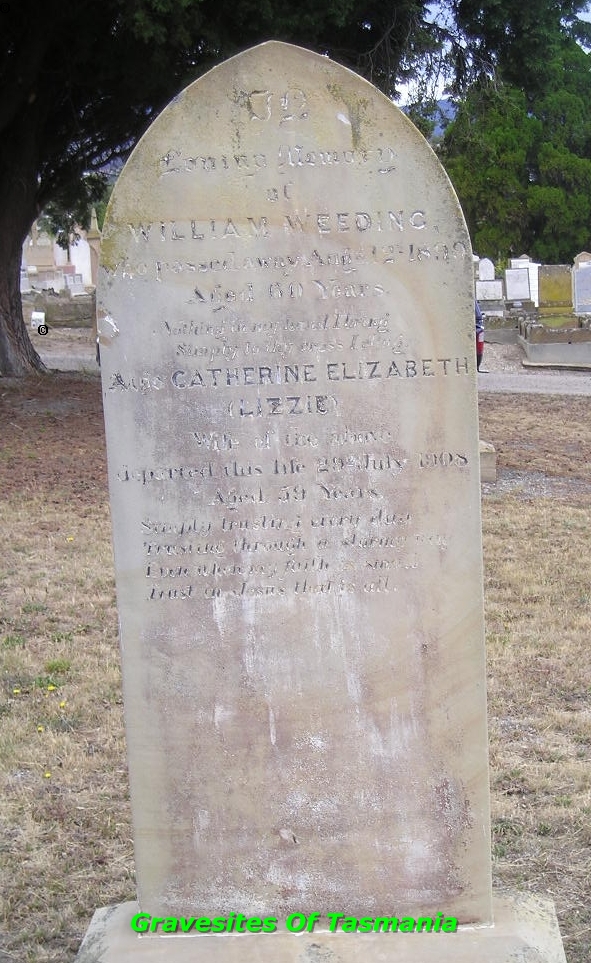 In
Loving Memory
of
WILLIAM WEEDING,
who passed away Augst 12th 1899
Aged 60 Years.
Nothing in my hand I bring
Simply to thy cross I cling.
Also CATHERINE ELIZABETH
(LIZZIE)
Wife of the above
departed this life 29th July 1908
Aged 59 Years.
Simply trusting every day
Trusting through a stormy way
Even when my faith is small
trust in Jesus that is all.
©
Gravesites Of Tasmania